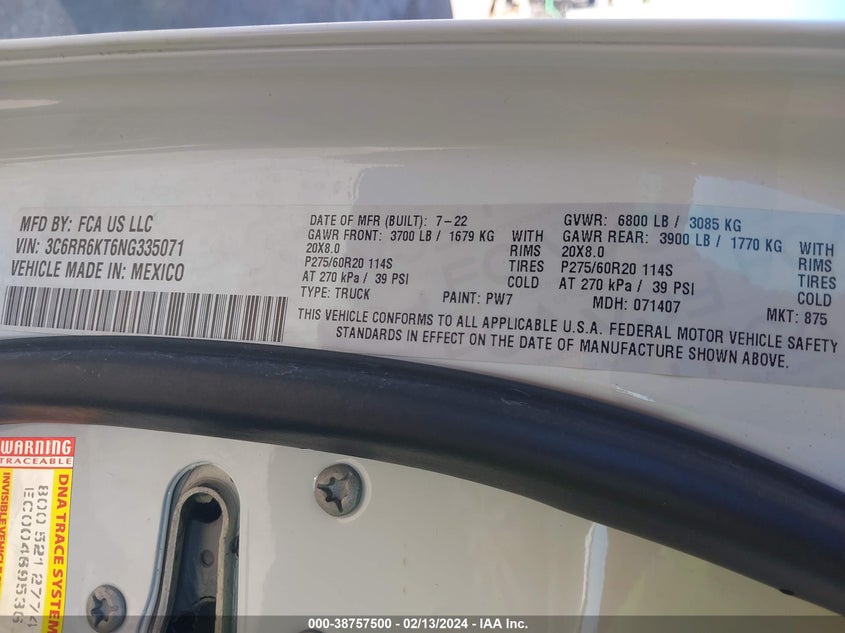 MFD BY: FCA US LLC
VIN: 3C6RR6KT6NG335071
VEHICLE MADE IN: MEXICO
DATE OF MFR (BUILT): 7-22
GAWR FRONT: 3700 LB / 1679 KG WITH
20X8.0 RIMS
P275/60R20 114S TIRES
AT 270 kPa / 39 PSI COLD
TYPE: TRUCK PAINT: PW7
GVWR: 6800 LB / 3085 KG
GAWR REAR: 3900 LB / 1770 KG WITH
20X8.0 RIMS
P275/60R20 114S TIRES
AT 270 kPa / 39 PSI COLD
MDH: 071407 MKT: 875
THIS VEHICLE CONFORMS TO ALL APPLICABLE U.S.A. FEDERAL MOTOR VEHICLE SAFETY
STANDARDS IN EFFECT ON THE DATE OF MANUFACTURE SHOWN ABOVE.
WARNING
TRACEABLE
DNA TRACE SYSTEM
INVISIBLE VEHICLE
800 521 2774
000-38757500 - 02/13/2024 - IAA Inc.